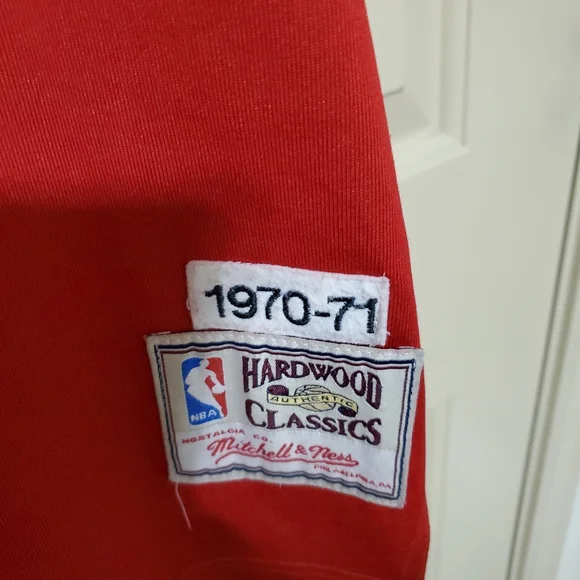 1970-71
NBA
HARDWOOD
AUTHENTIC
CLASSICS
NOSTALGIA CO.
Mitchell & Ness
PHILADELPHIA, PA.